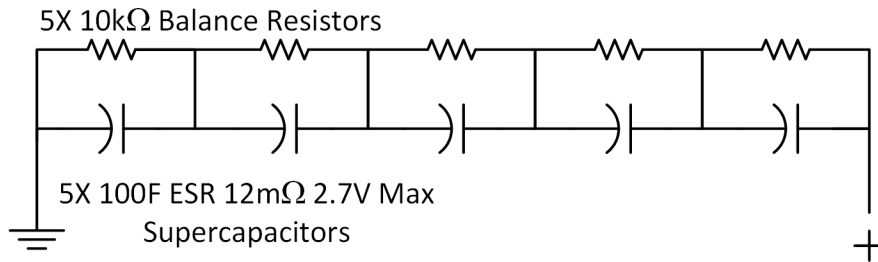 5X 10kΩ Balance Resistors
5X 100F ESR 12mΩ 2.7V Max
Supercapacitors
+